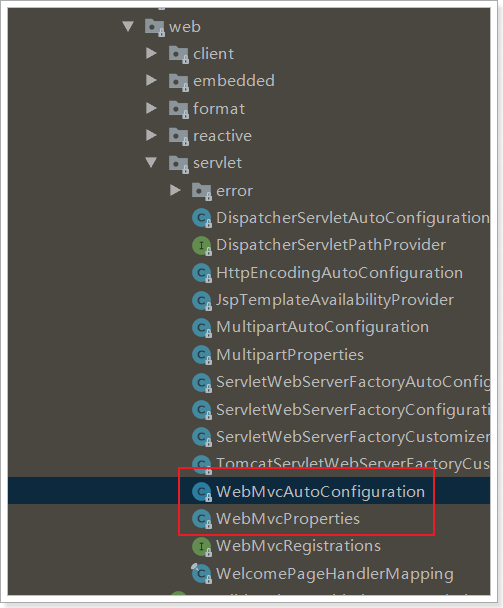 web
client
embedded
format
reactive
servlet
error
DispatcherServletAutoConfiguration
DispatcherServletPathProvider
HttpEncodingAutoConfiguration
JspTemplateAvailabilityProvider
MultipartAutoConfiguration
MultipartProperties
ServletWebServerFactoryAutoConfig
ServletWebServerFactoryConfigurati
ServletWebServerFactoryCustomizer
TomcatServletWebServerFactoryCus
WebMvcAutoConfiguration
WebMvcProperties
WebMvcRegistrations
WelcomePageHandlerMapping